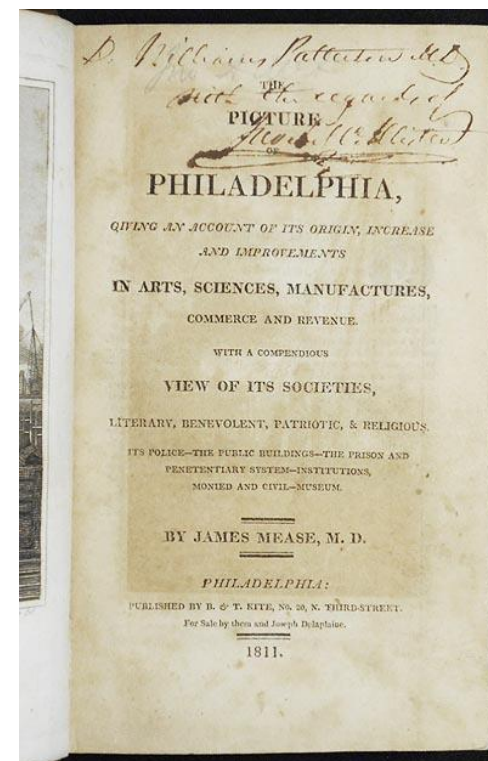 D. Williams Patterson M.D
with the regards of
THE
PICTURE
OF
PHILADELPHIA,
GIVING AN ACCOUNT OF ITS ORIGIN, INCREASE
AND IMPROVEMENTS
IN ARTS, SCIENCES, MANUFACTURES,
COMMERCE AND REVENUE.
WITH A COMPENDIOUS
VIEW OF ITS SOCIETIES,
LITERARY, BENEVOLENT, PATRIOTIC, & RELIGIOUS.
ITS POLICE—THE PUBLIC BUILDINGS—THE PRISON AND
PENETENTIARY SYSTEM—INSTITUTIONS,
MONIED AND CIVIL—MUSEUM.
BY JAMES MEASE, M. D.
PHILADELPHIA:
PUBLISHED BY B. & T. KITE, No. 20, N. THIRD-STREET.
For Sale by them and Joseph Delaplaine.
1811.